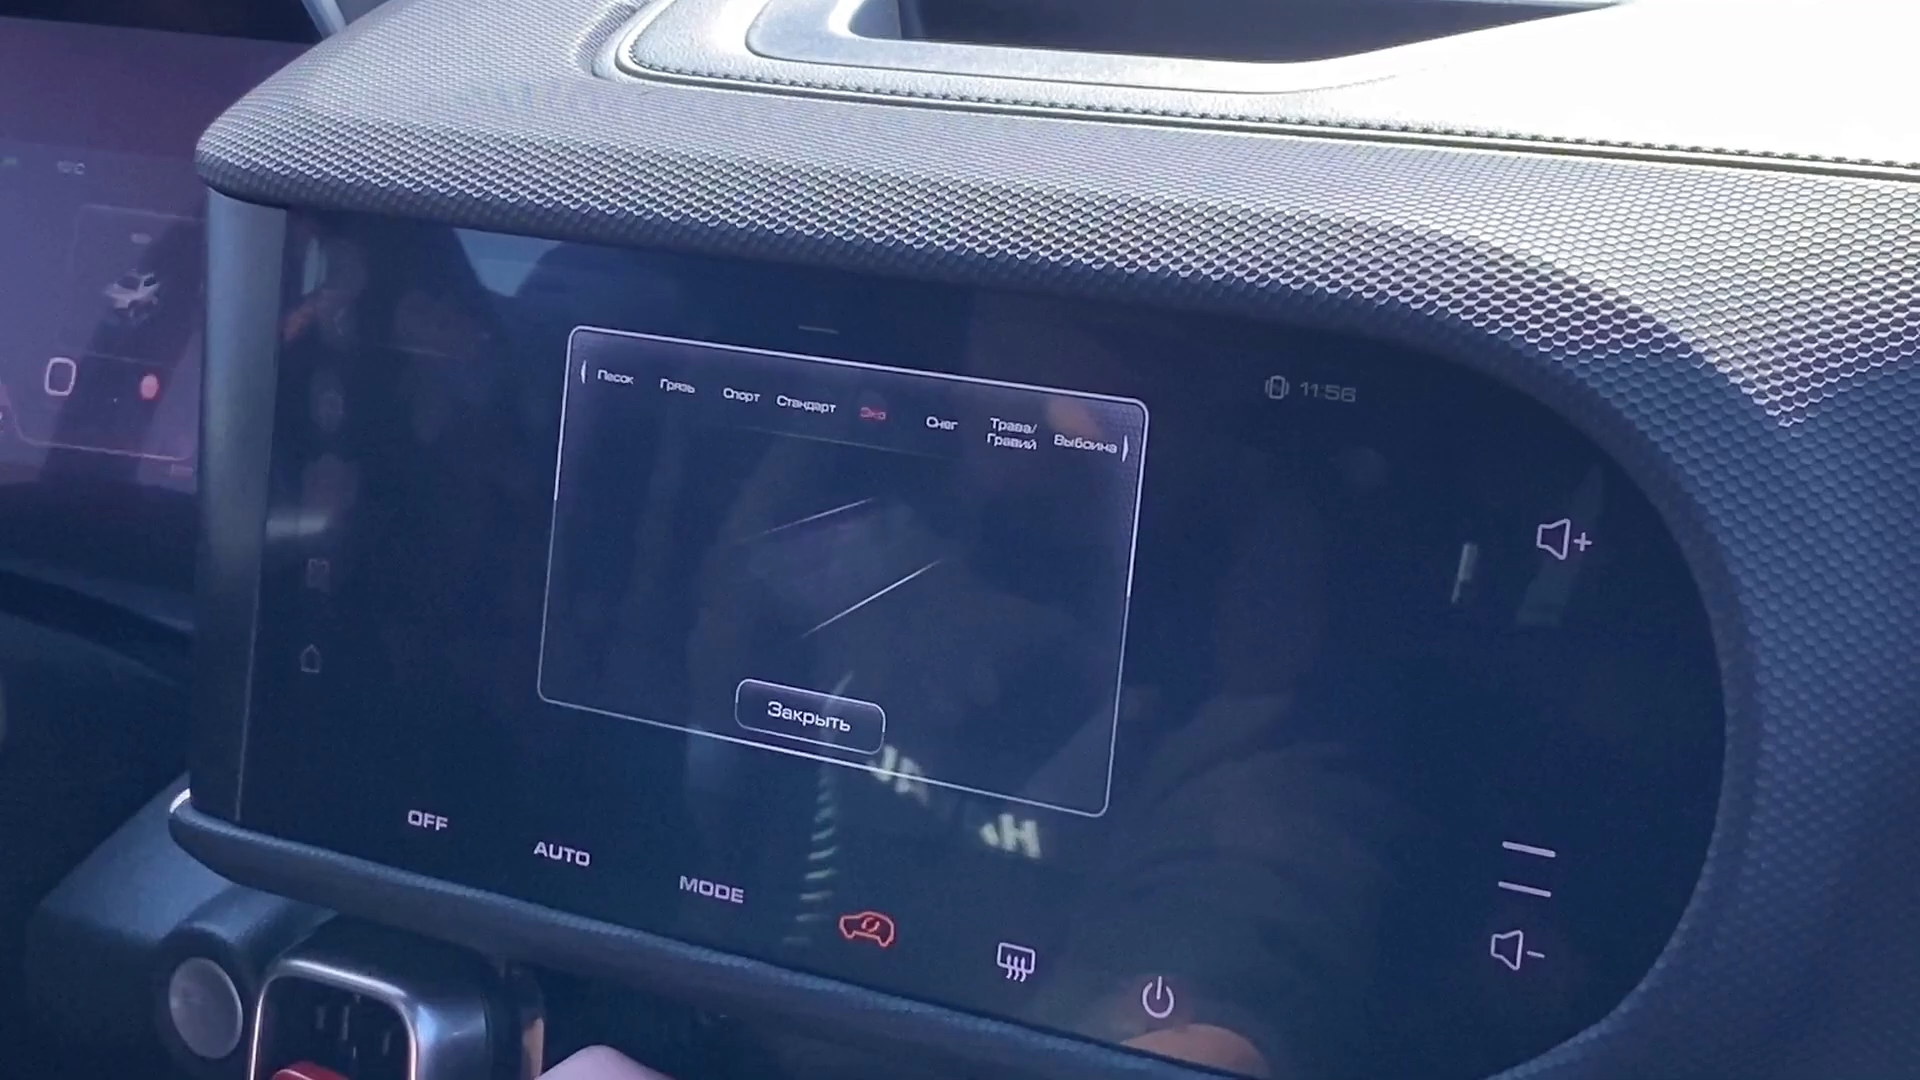 11:56
Песок Грязь Спорт Стандарт Эко Снег Трава/
Гравий Выбоина
Закрыть
OFF
AUTO
MODE